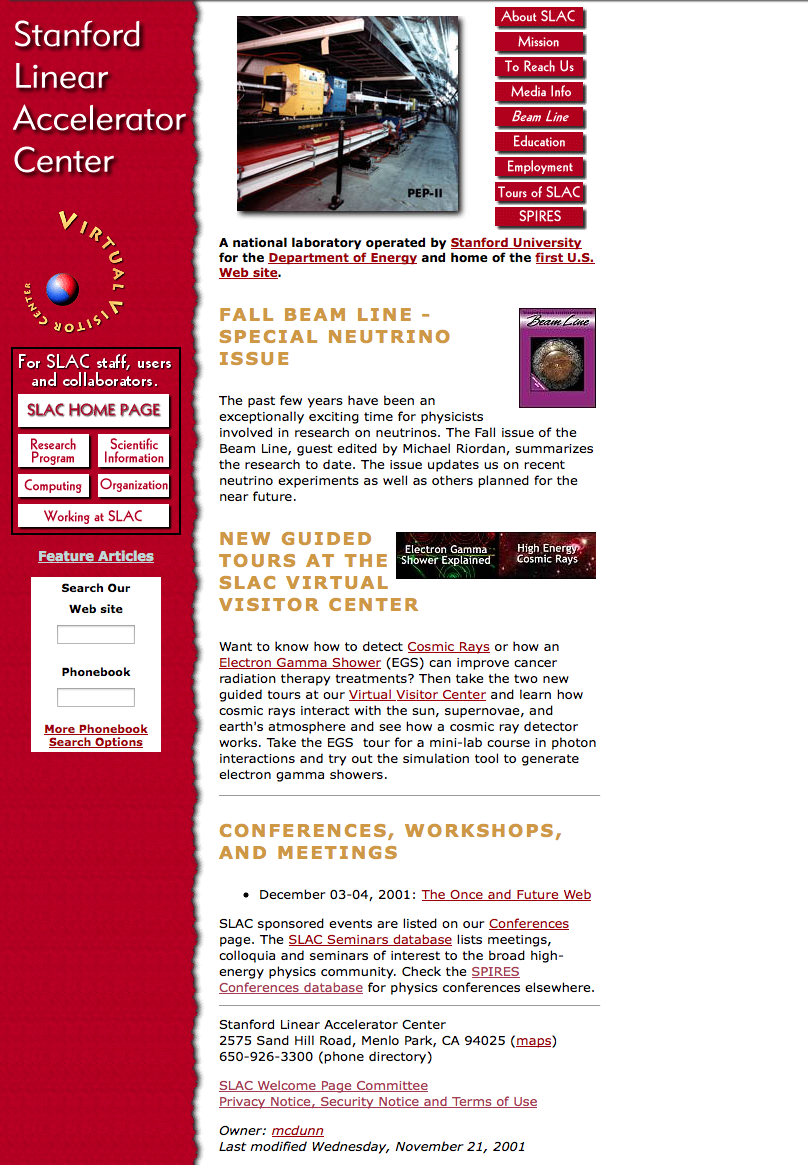 Stanford
Linear
Accelerator
Center
VIRTUAL VISITOR CENTER
For SLAC staff, users
and collaborators.
SLAC HOME PAGE
Research
Program
Scientific
Information
Computing
Organization
Working at SLAC
Feature Articles
Search Our
Web site
Phonebook
More Phonebook
Search Options
PEP-II
About SLAC
Mission
To Reach Us
Media Info
Beam Line
Education
Employment
Tours of SLAC
SPIRES
A national laboratory operated by Stanford University
for the Department of Energy and home of the first U.S.
Web site.
FALL BEAM LINE -
SPECIAL NEUTRINO
ISSUE
Beam Line
The past few years have been an
exceptionally exciting time for physicists
involved in research on neutrinos. The Fall issue of the
Beam Line, guest edited by Michael Riordan, summarizes
the research to date. The issue updates us on recent
neutrino experiments as well as others planned for the
near future.
NEW GUIDED
TOURS AT THE
SLAC VIRTUAL
VISITOR CENTER
Electron Gamma
Shower Explained
High Energy
Cosmic Rays
Want to know how to detect Cosmic Rays or how an
Electron Gamma Shower (EGS) can improve cancer
radiation therapy treatments? Then take the two new
guided tours at our Virtual Visitor Center and learn how
cosmic rays interact with the sun, supernovae, and
earth's atmosphere and see how a cosmic ray detector
works. Take the EGS tour for a mini-lab course in photon
interactions and try out the simulation tool to generate
electron gamma showers.
CONFERENCES, WORKSHOPS,
AND MEETINGS
• December 03-04, 2001: The Once and Future Web
SLAC sponsored events are listed on our Conferences
page. The SLAC Seminars database lists meetings,
colloquia and seminars of interest to the broad high-
energy physics community. Check the SPIRES
Conferences database for physics conferences elsewhere.
Stanford Linear Accelerator Center
2575 Sand Hill Road, Menlo Park, CA 94025 (maps)
650-926-3300 (phone directory)
SLAC Welcome Page Committee
Privacy Notice, Security Notice and Terms of Use
Owner: mcdunn
Last modified Wednesday, November 21, 2001